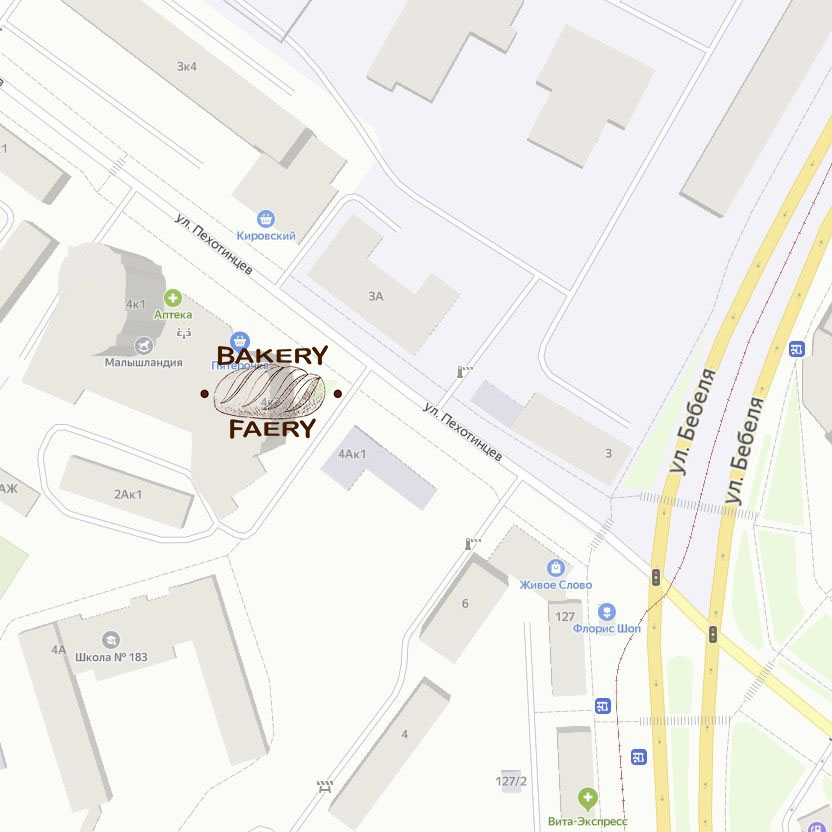 3к4
ул. Пехотинцев
Кировский
3А
4к1
Аптека
Малышландия
BAKERY
FAERY
ул. Пехотинцев
ул. Бебеля
ул. Бебеля
3
4Ак1
2Ак1
АЖ
Живое Слово
6
127
Флорис Шоп
4А
Школа № 183
4
127/2
Вита-Экспресс